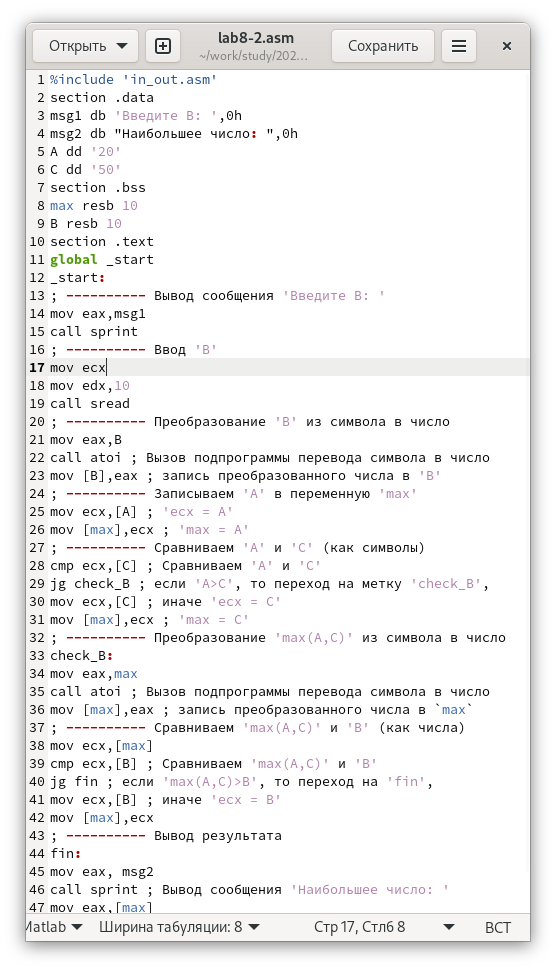 Открыть
lab8-2.asm
~/work/study/202...
Сохранить
1 %include 'in_out.asm'
2 section .data
3 msg1 db 'Введите B: ',0h
4 msg2 db "Наибольшее число: ",0h
5 A dd '20'
6 C dd '50'
7 section .bss
8 max resb 10
9 B resb 10
10 section .text
11 global _start
12 _start:
13 ; ---------- Вывод сообщения 'Введите B: '
14 mov eax,msg1
15 call sprint
16 ; ---------- Ввод 'B'
17 mov ecx
18 mov edx,10
19 call sread
20 ; ---------- Преобразование 'B' из символа в число
21 mov eax,B
22 call atoi ; Вызов подпрограммы перевода символа в число
23 mov [B],eax ; запись преобразованного числа в 'B'
24 ; ---------- Записываем 'A' в переменную 'max'
25 mov ecx,[A] ; 'ecx = A'
26 mov [max],ecx ; 'max = A'
27 ; ---------- Сравниваем 'A' и 'С' (как символы)
28 cmp ecx,[C] ; Сравниваем 'A' и 'С'
29 jg check_B ; если 'A>C', то переход на метку 'check_B',
30 mov ecx,[C] ; иначе 'ecx = C'
31 mov [max],ecx ; 'max = C'
32 ; ---------- Преобразование 'max(A,C)' из символа в число
33 check_B:
34 mov eax,max
35 call atoi ; Вызов подпрограммы перевода символа в число
36 mov [max],eax ; запись преобразованного числа в `max`
37 ; ---------- Сравниваем 'max(A,C)' и 'B' (как числа)
38 mov ecx,[max]
39 cmp ecx,[B] ; Сравниваем 'max(A,C)' и 'B'
40 jg fin ; если 'max(A,C)>B', то переход на 'fin',
41 mov ecx,[B] ; иначе 'ecx = B'
42 mov [max],ecx
43 ; ---------- Вывод результата
44 fin:
45 mov eax, msg2
46 call sprint ; Вывод сообщения 'Наибольшее число: '
47 mov eax,[max]
Matlab Ширина табуляции: 8 Стр 17, Стлб 8 ВСТ